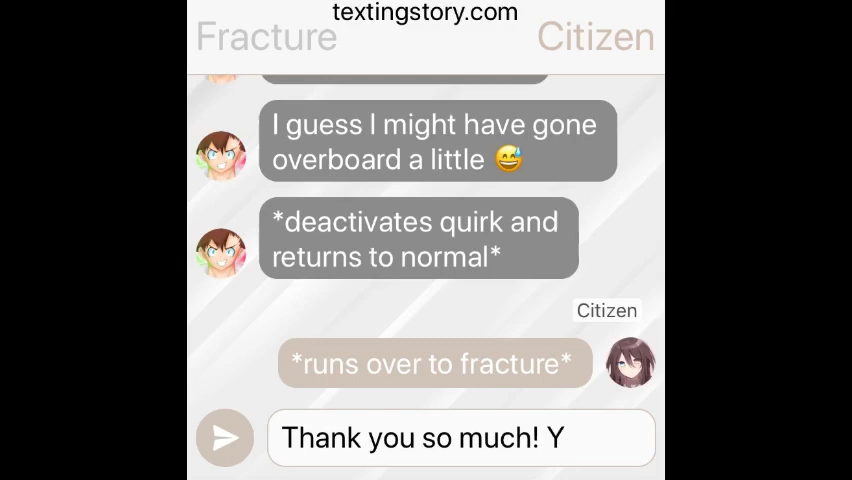 textingstory.com
Fracture
Citizen
I guess I might have gone
overboard a little 😅
*deactivates quirk and
returns to normal*
Citizen
*runs over to fracture*
Thank you so much! Y